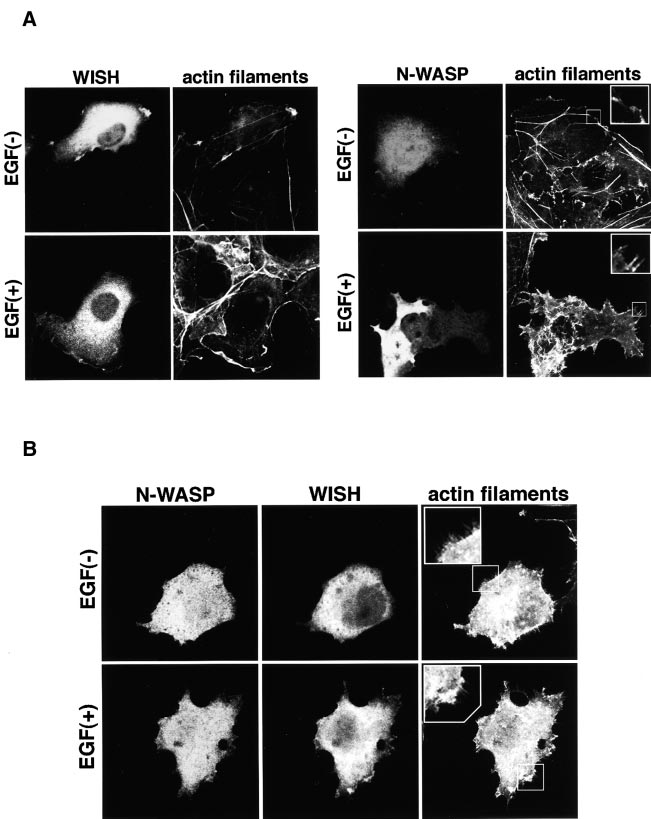 A
WISH actin filaments
N-WASP actin filaments
EGF(-)
EGF(+)
EGF(-)
EGF(+)
B
N-WASP WISH actin filaments
EGF(-)
EGF(+)